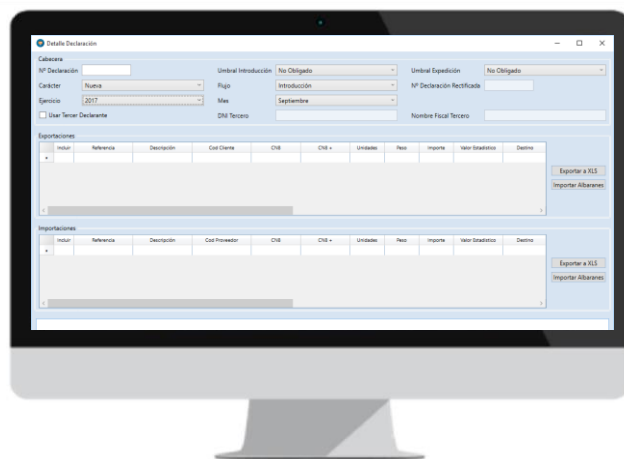 Detalle Declaración
Cabacera
Nº Declaración Umbral Introducción No Obligado Umbral Expedición No Obligado
Carácter Nueva Flujo Introducción Nº Declaración Rectificada
Ejercicio 2017 Mes Septiembre
Usar Tercer Declarante DNI Tercero Nombre Fiscal Tercero
Exportaciones
Incluir Referencia Descripción Cod Cliente CN8 CN8 + Unidades Peso Importe Valor Estadístico Destino
Exportar a XLS
Importar Albaranes
Importaciones
Incluir Referencia Descripción Cod Proveedor CN8 CN8 + Unidades Peso Importe Valor Estadístico Destino
Exportar a XLS
Importar Albaranes